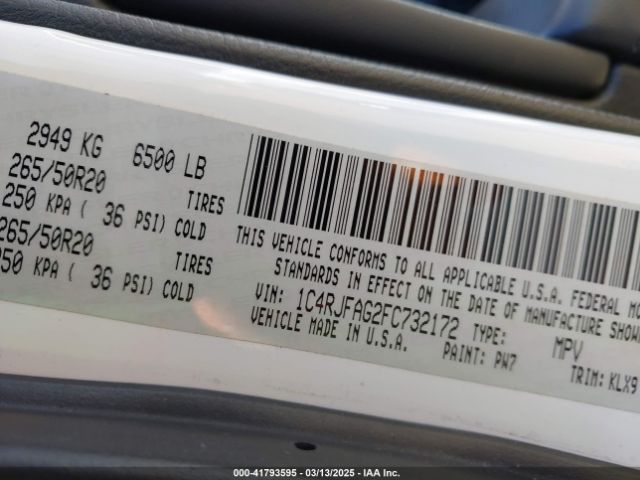 2949 KG 6500 LB
265/50R20 TIRES
250 KPA ( 36 PSI) COLD
265/50R20 TIRES
250 KPA ( 36 PSI) COLD
THIS VEHICLE CONFORMS TO ALL APPLICABLE U.S.A. FEDERAL MO
STANDARDS IN EFFECT ON THE DATE OF MANUFACTURE SHOWN
VIN: 1C4RJFAG2FC732172 TYPE: MPV
VEHICLE MADE IN U.S.A. PAINT: PW7 TRIM: KLX9
000-41793595 - 03/13/2025 - IAA Inc.